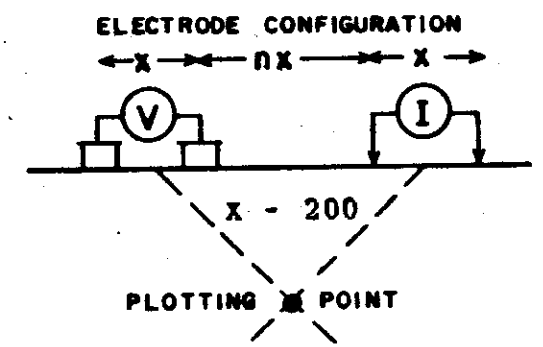 ELECTRODE CONFIGURATION
x nx x
V I
x - 200
PLOTTING POINT